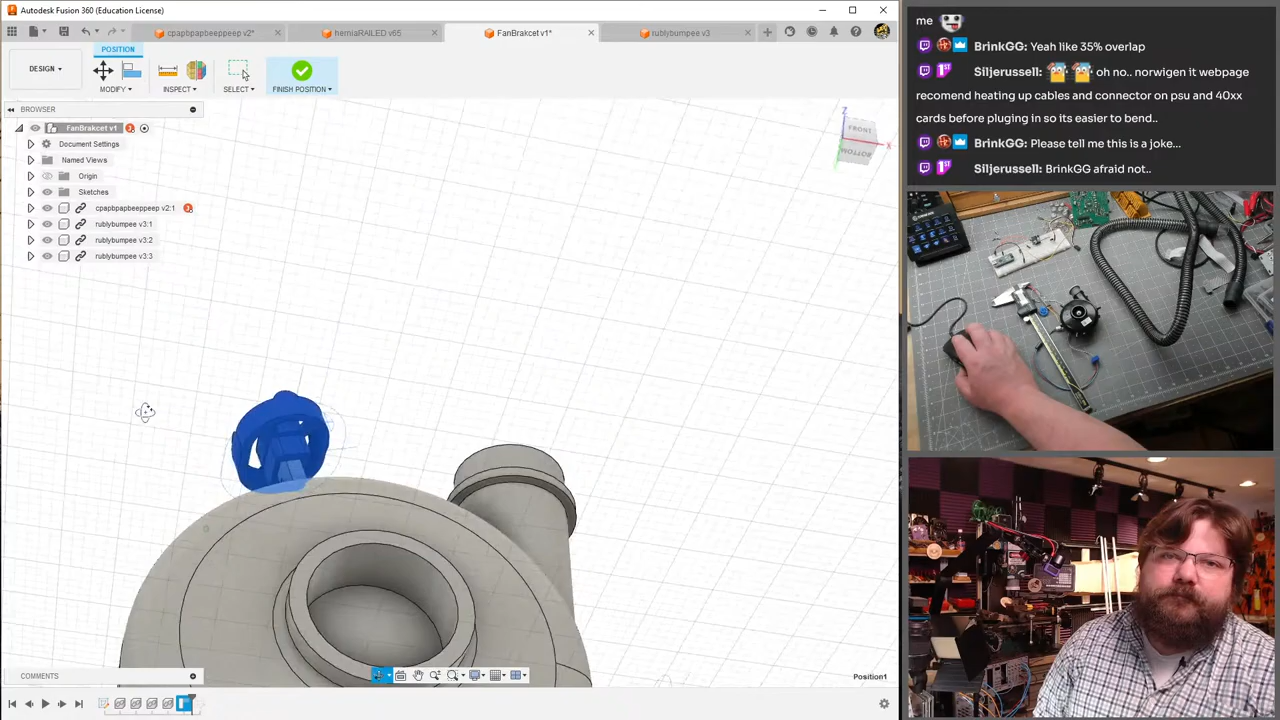 Autodesk Fusion 360 (Education License)
cpapbpapbeeppeep v2*
herniaRAILED v65
FanBrakcet v1*
rublybumpee v3
POSITION
DESIGN
MODIFY
INSPECT
SELECT
FINISH POSITION
BROWSER
FanBrakcet v1
Document Settings
Named Views
Origin
Sketches
cpapbpapbeeppeep v2:1
rublybumpee v3:1
rublybumpee v3:2
rublybumpee v3:3
Z
FRONT
X
BOTTOM
COMMENTS
Position1
me
BrinkGG: Yeah like 35% overlap
Siljerussell: oh no.. norwigen it webpage
recomend heating up cables and connector on psu and 40xx
cards before pluging in so its easier to bend..
BrinkGG: Please tell me this is a joke...
Siljerussell: BrinkGG afraid not..